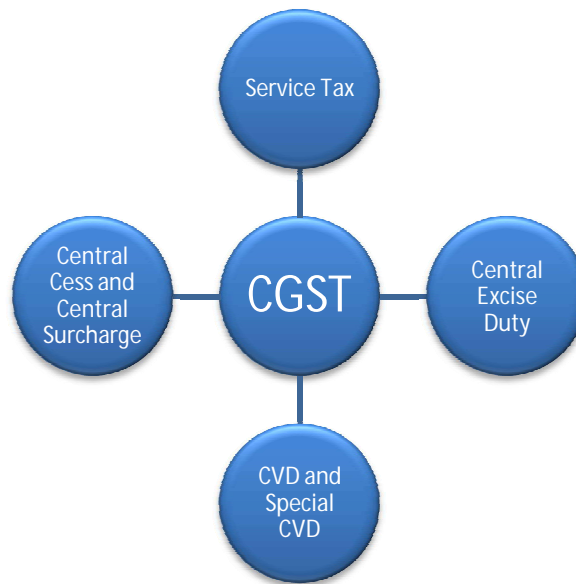 Service Tax
Central
Cess and
Central
Surcharge
CGST
Central
Excise
Duty
CVD and
Special
CVD